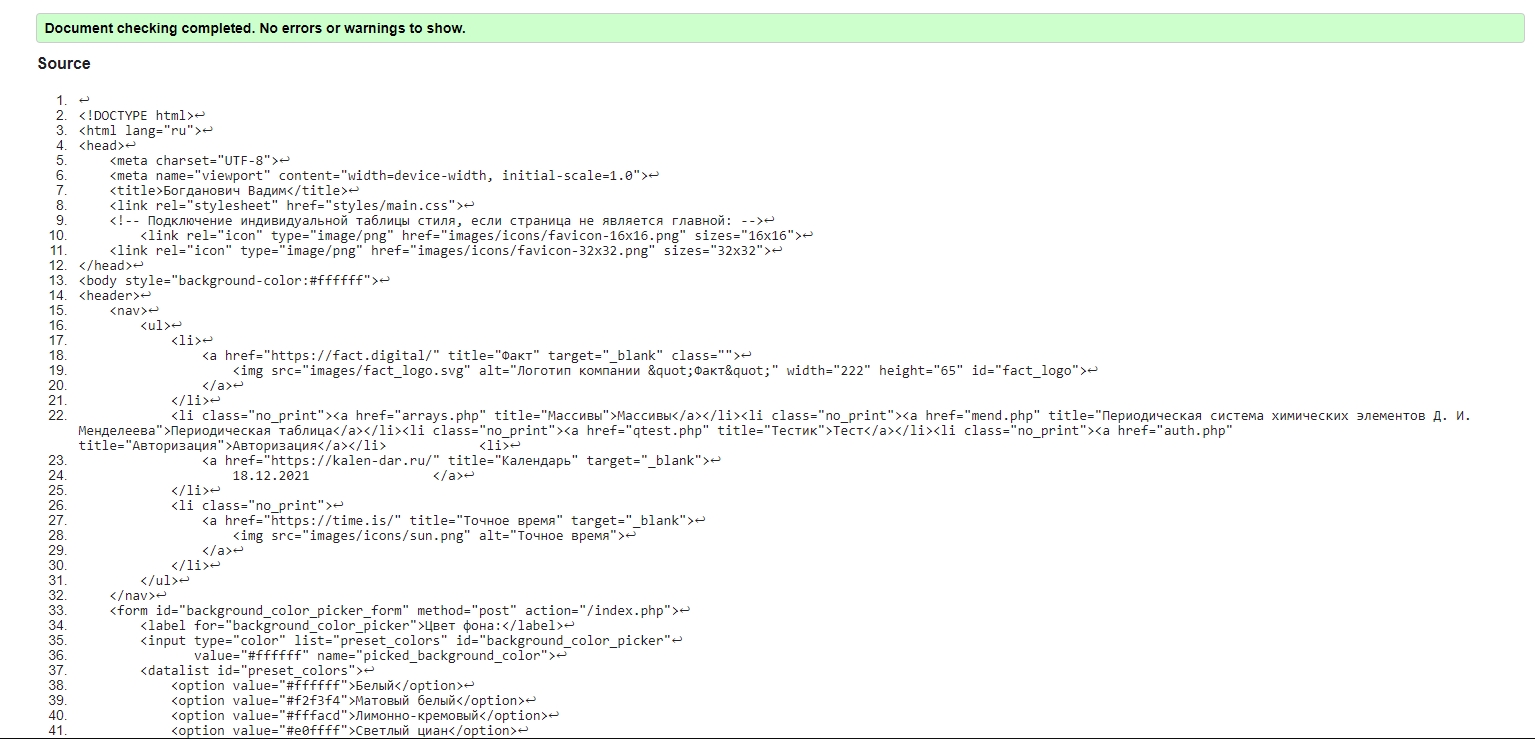 Document checking completed. No errors or warnings to show.
Source
1. ↩
2. <!DOCTYPE html>↩
3. <html lang="ru">↩
4. <head>↩
5.     <meta charset="UTF-8">↩
6.     <meta name="viewport" content="width=device-width, initial-scale=1.0">↩
7.     <title>Богданович Вадим</title>↩
8.     <link rel="stylesheet" href="styles/main.css">↩
9.     <!-- Подключение индивидуальной таблицы стиля, если страница не является главной: -->↩
10.         <link rel="icon" type="image/png" href="images/icons/favicon-16x16.png" sizes="16x16">↩
11.     <link rel="icon" type="image/png" href="images/icons/favicon-32x32.png" sizes="32x32">↩
12. </head>↩
13. <body style="background-color:#ffffff">↩
14. <header>↩
15.     <nav>↩
16.         <ul>↩
17.             <li>↩
18.                 <a href="https://fact.digital/" title="Факт" target="_blank" class="">↩
19.                     <img src="images/fact_logo.svg" alt="Логотип компании &quot;Факт&quot;" width="222" height="65" id="fact_logo">↩
20.                 </a>↩
21.             </li>↩
22.             <li class="no_print"><a href="arrays.php" title="Массивы">Массивы</a></li><li class="no_print"><a href="mend.php" title="Периодическая система химических элементов Д. И.
Менделеева">Периодическая таблица</a></li><li class="no_print"><a href="qtest.php" title="Тестик">Тест</a></li><li class="no_print"><a href="auth.php"
title="Авторизация">Авторизация</a></li>            <li>↩
23.                 <a href="https://kalen-dar.ru/" title="Календарь" target="_blank">↩
24.                     18.12.2021                </a>↩
25.             </li>↩
26.             <li class="no_print">↩
27.                 <a href="https://time.is/" title="Точное время" target="_blank">↩
28.                     <img src="images/icons/sun.png" alt="Точное время">↩
29.                 </a>↩
30.             </li>↩
31.         </ul>↩
32.     </nav>↩
33.     <form id="background_color_picker_form" method="post" action="/index.php">↩
34.         <label for="background_color_picker">Цвет фона:</label>↩
35.         <input type="color" list="preset_colors" id="background_color_picker"↩
36.                value="#ffffff" name="picked_background_color">↩
37.         <datalist id="preset_colors">↩
38.             <option value="#ffffff">Белый</option>↩
39.             <option value="#f2f3f4">Матовый белый</option>↩
40.             <option value="#fffacd">Лимонно-кремовый</option>↩
41.             <option value="#e0ffff">Светлый циан</option>↩